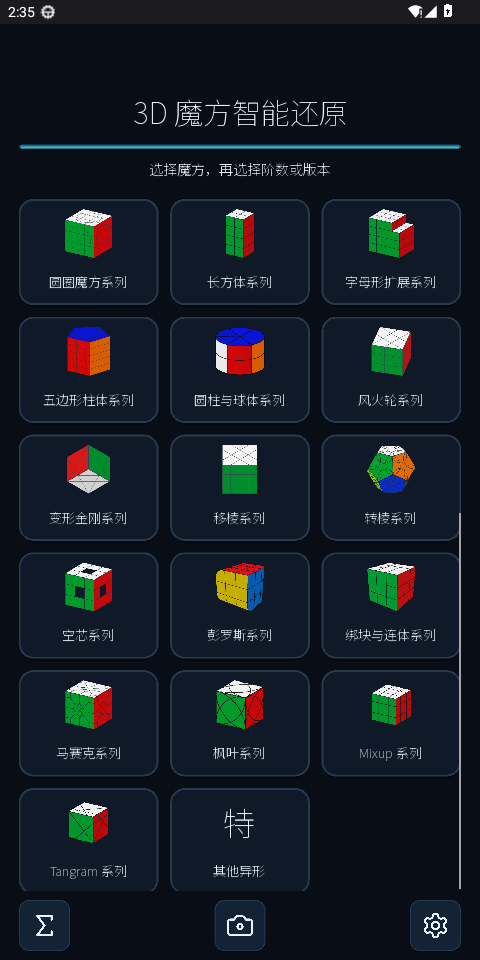 2:35
3D 魔方智能还原
选择魔方，再选择阶数或版本
圆圈魔方系列
长方体系列
字母形扩展系列
五边形柱体系列
圆柱与球体系列
风火轮系列
变形金刚系列
移棱系列
转棱系列
空芯系列
彭罗斯系列
绑块与连体系列
马赛克系列
枫叶系列
Mixup 系列
Tangram 系列
特
其他异形
Σ